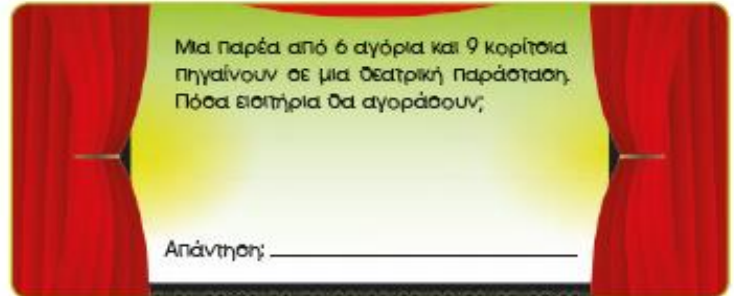 Μια παρέα από 6 αγόρια και 9 κορίτσια
πηγαίνουν σε μια θεατρική παράσταση.
Πόσα εισιτήρια θα αγοράσουν;
Απάντηση: